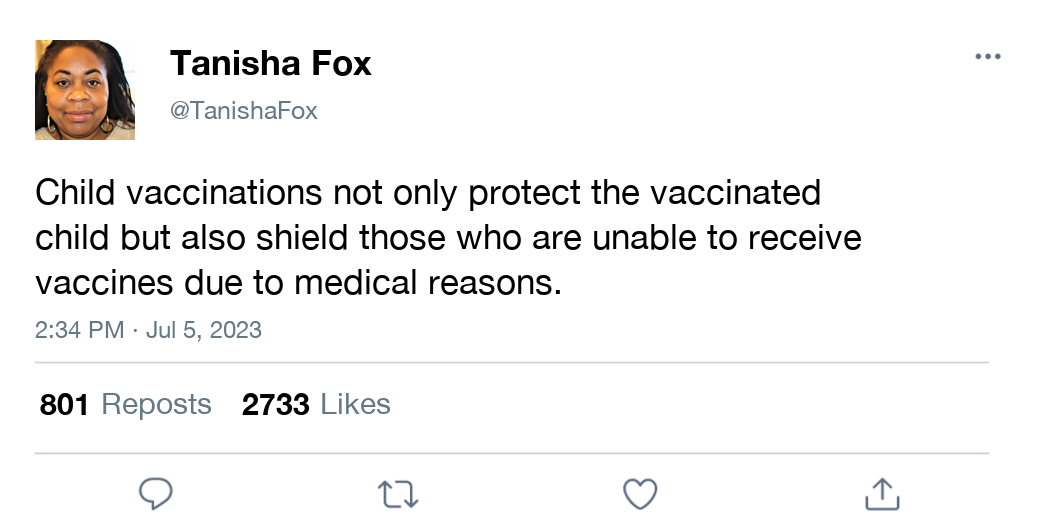 Tanisha Fox
@TanishaFox
Child vaccinations not only protect the vaccinated
child but also shield those who are unable to receive
vaccines due to medical reasons.
2:34 PM · Jul 5, 2023
801 Reposts 2733 Likes